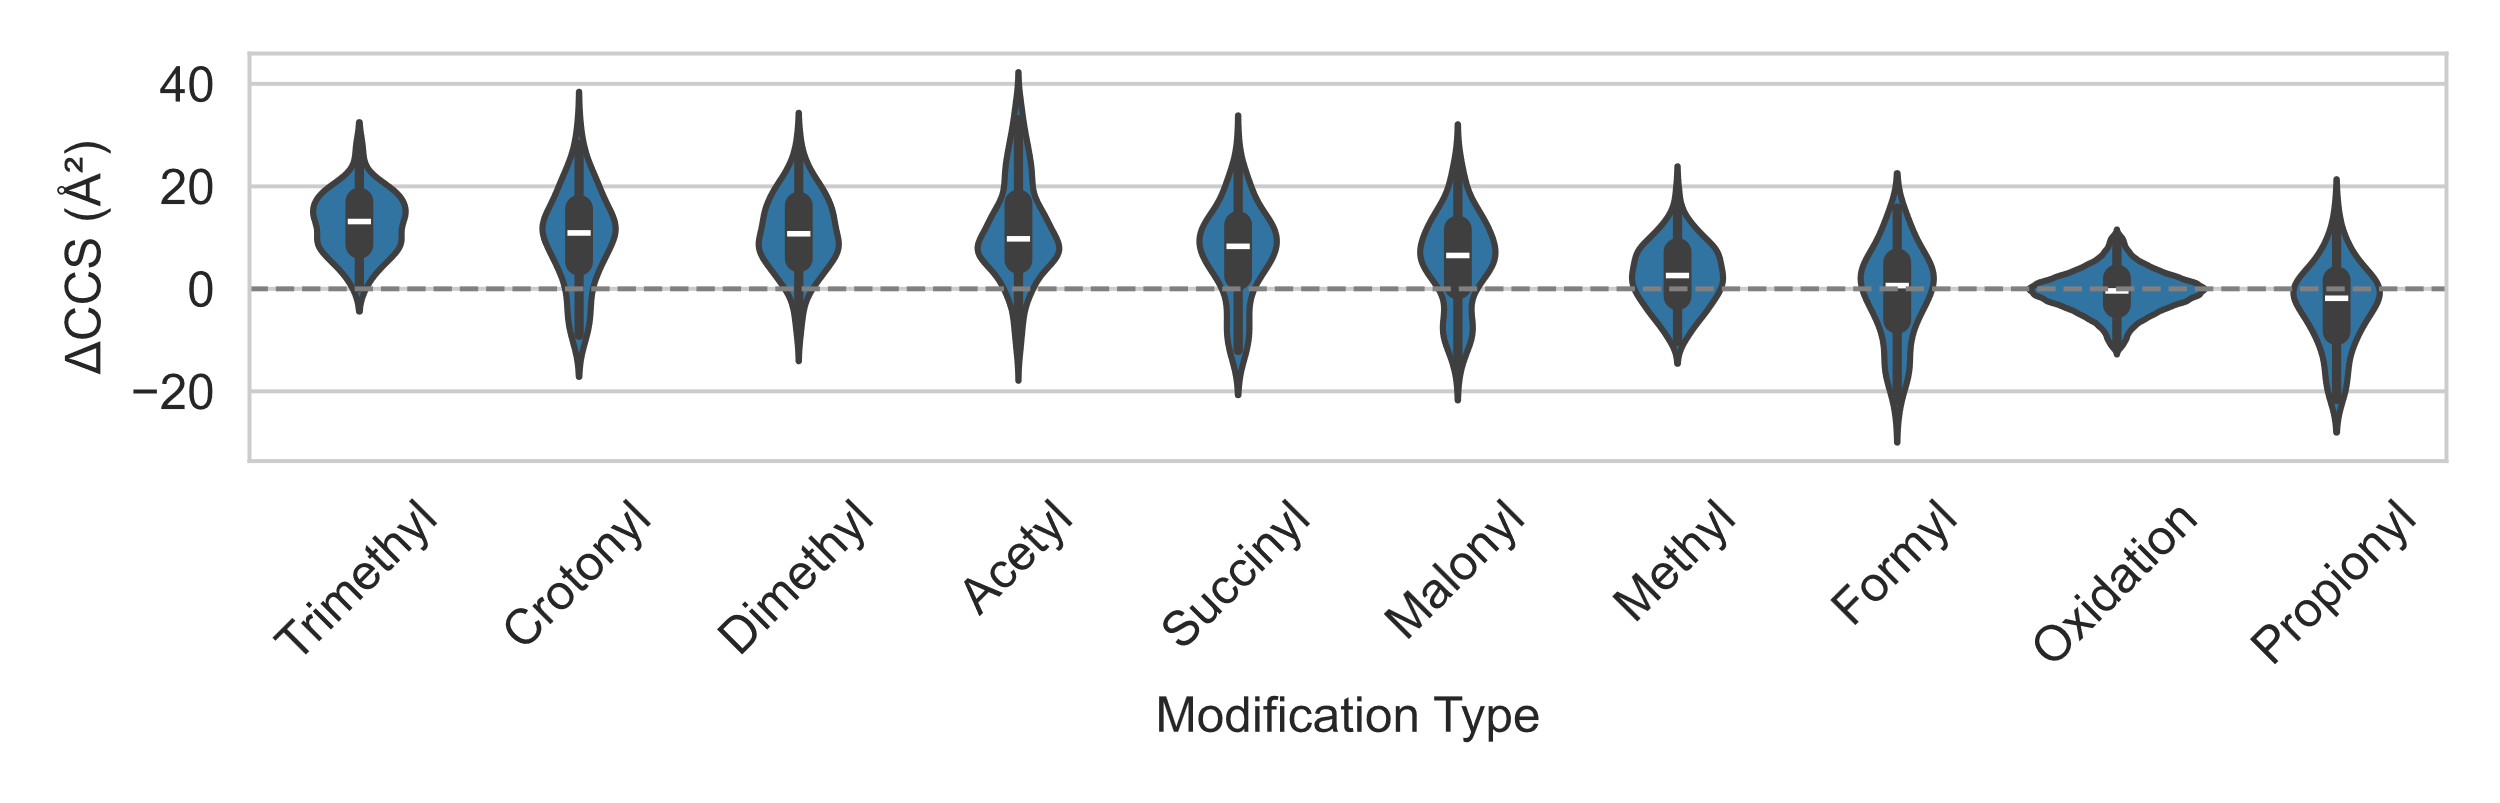 40
20
0
−20
ΔCCS (Å²)
Trimethyl
Crotonyl
Dimethyl
Acetyl
Succinyl
Malonyl
Methyl
Formyl
Oxidation
Propionyl
Modification Type